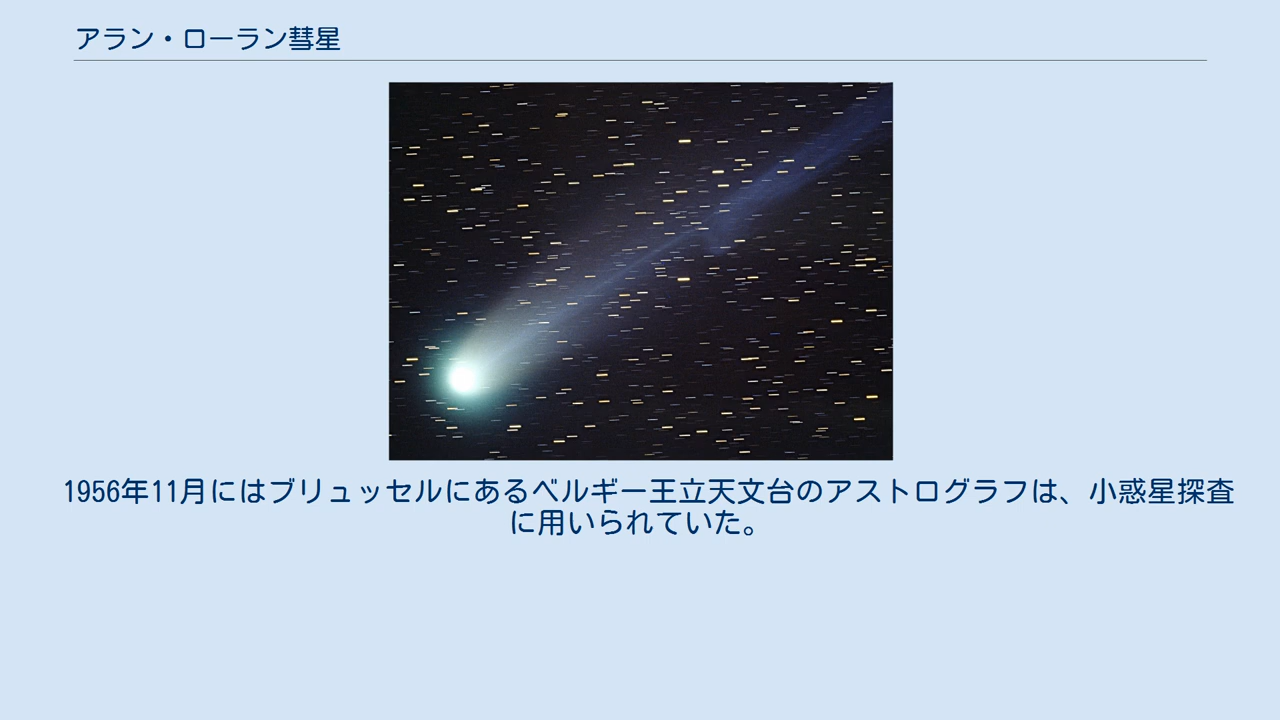 アラン・ローラン彗星
1956年11月にはブリュッセルにあるベルギー王立天文台のアストログラフは、小惑星探査
に用いられていた。